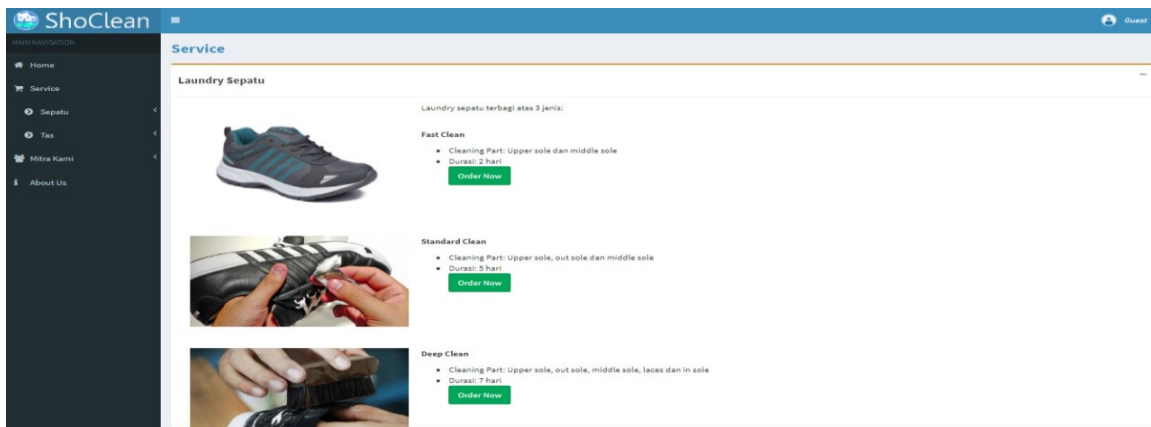 ShoClean
Guest
MAIN NAVIGATION
Home
Service
Sepatu
Tas
Mitra Kami
About Us
Service
Laundry Sepatu
Laundry sepatu terbagi atas 3 jenis:
Fast Clean
Cleaning Part: Upper sole dan middle sole
Durasi: 2 hari
Order Now
Standard Clean
Cleaning Part: Upper sole, out sole dan middle sole
Durasi: 5 hari
Order Now
Deep Clean
Cleaning Part: Upper sole, out sole, middle sole, laces dan in sole
Durasi: 7 hari
Order Now